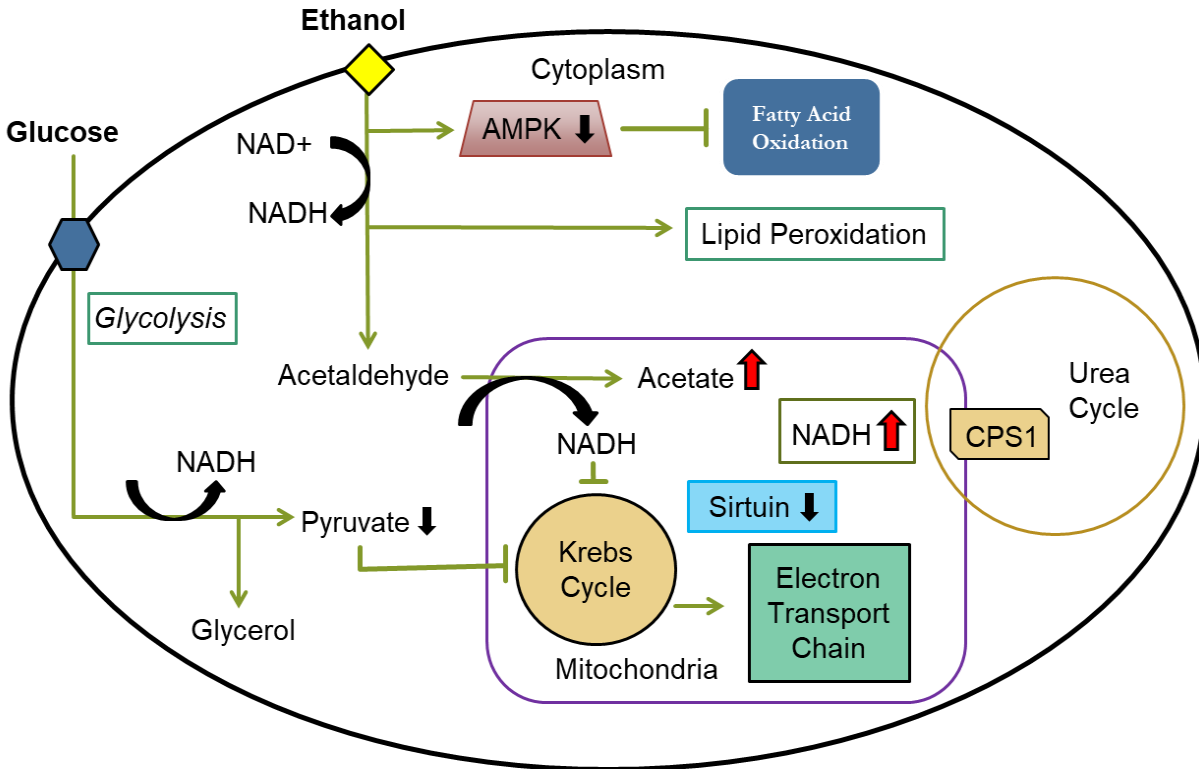 Ethanol
Cytoplasm
Glucose
NAD+
AMPK
Fatty Acid
Oxidation
NADH
Lipid Peroxidation
Glycolysis
Acetaldehyde
Acetate
Urea
Cycle
NADH
NADH
CPS1
NADH
Sirtuin
Pyruvate
Krebs
Cycle
Electron
Transport
Chain
Glycerol
Mitochondria